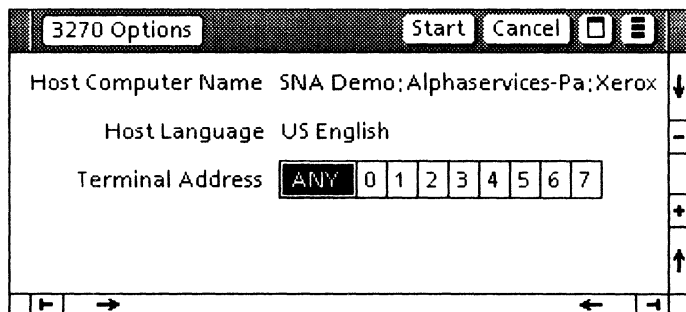 3270 Options Start Cancel
Host Computer Name SNA Demo:Alphaservices-Pa:Xerox
Host Language US English
Terminal Address ANY 0 1 2 3 4 5 6 7